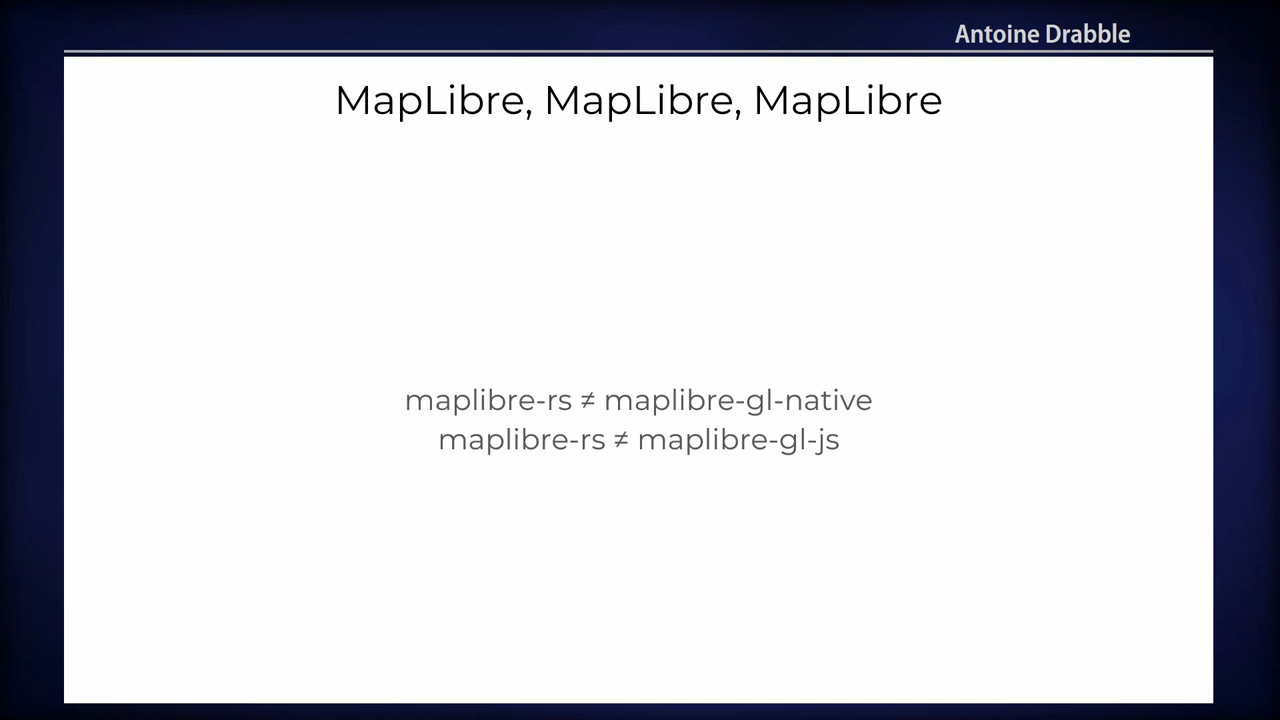 Antoine Drabble
MapLibre, MapLibre, MapLibre
maplibre-rs ≠ maplibre-gl-native
maplibre-rs ≠ maplibre-gl-js